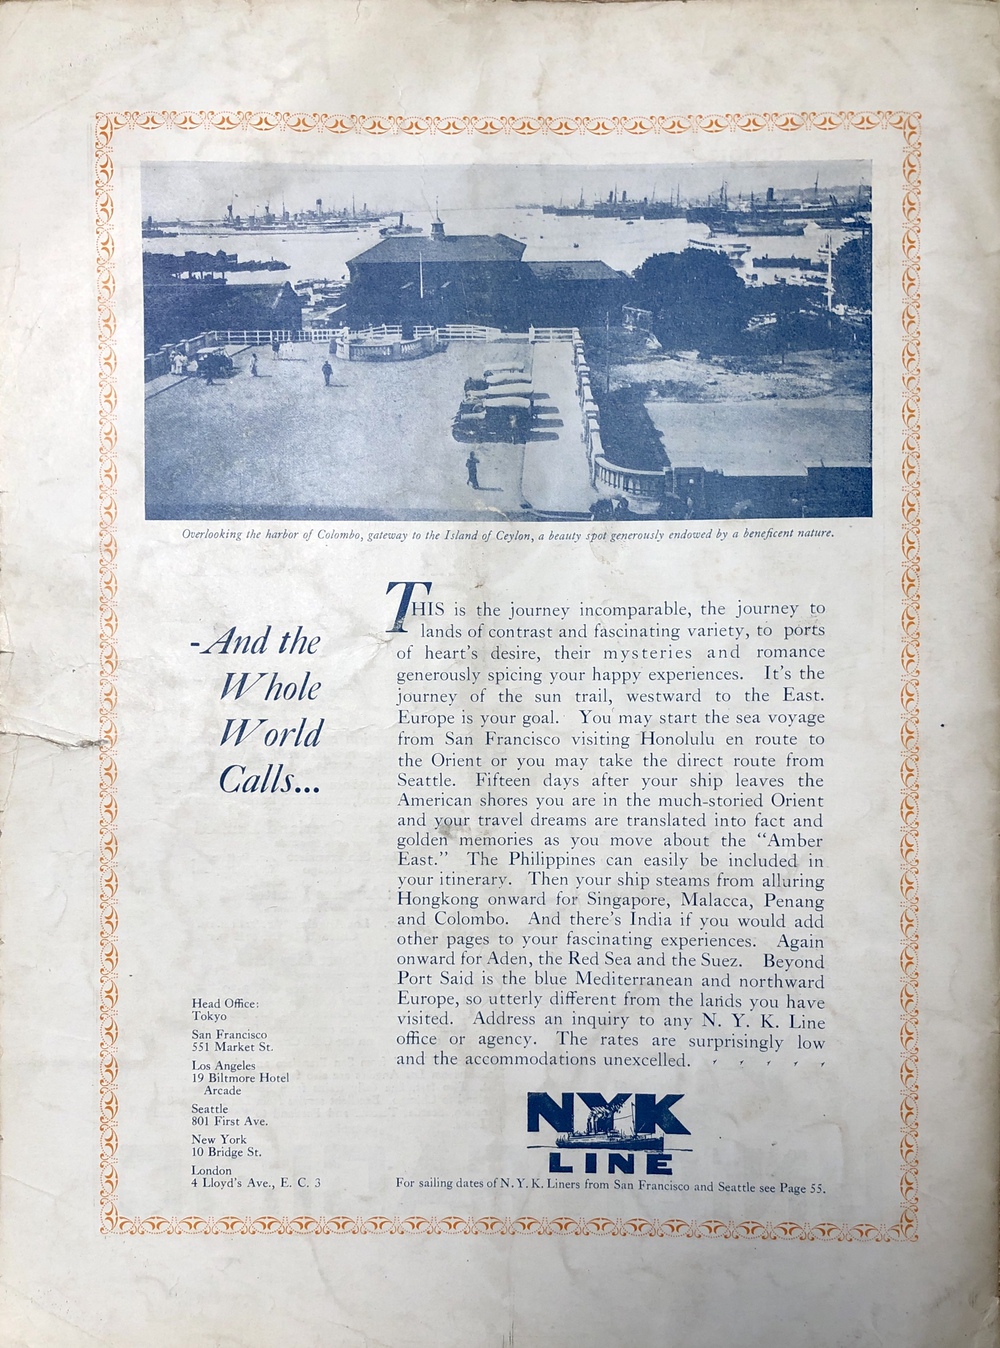 Overlooking the harbor of Colombo, gateway to the Island of Ceylon, a beauty spot generously endowed by a beneficent nature.
-And the
Whole
World
Calls...
THIS is the journey incomparable, the journey to
lands of contrast and fascinating variety, to ports
of heart's desire, their mysteries and romance
generously spicing your happy experiences. It's the
journey of the sun trail, westward to the East.
Europe is your goal. You may start the sea voyage
from San Francisco visiting Honolulu en route to
the Orient or you may take the direct route from
Seattle. Fifteen days after your ship leaves the
American shores you are in the much-storied Orient
and your travel dreams are translated into fact and
golden memories as you move about the "Amber
East." The Philippines can easily be included in
your itinerary. Then your ship steams from alluring
Hongkong onward for Singapore, Malacca, Penang
and Colombo. And there's India if you would add
other pages to your fascinating experiences. Again
onward for Aden, the Red Sea and the Suez. Beyond
Port Said is the blue Mediterranean and northward
Europe, so utterly different from the lands you have
visited. Address an inquiry to any N. Y. K. Line
office or agency. The rates are surprisingly low
and the accommodations unexcelled.
Head Office:
Tokyo
San Francisco
551 Market St.
Los Angeles
19 Biltmore Hotel
Arcade
Seattle
801 First Ave.
New York
10 Bridge St.
London
4 Lloyd's Ave., E. C. 3
NYK
LINE
For sailing dates of N. Y. K. Liners from San Francisco and Seattle see Page 55.